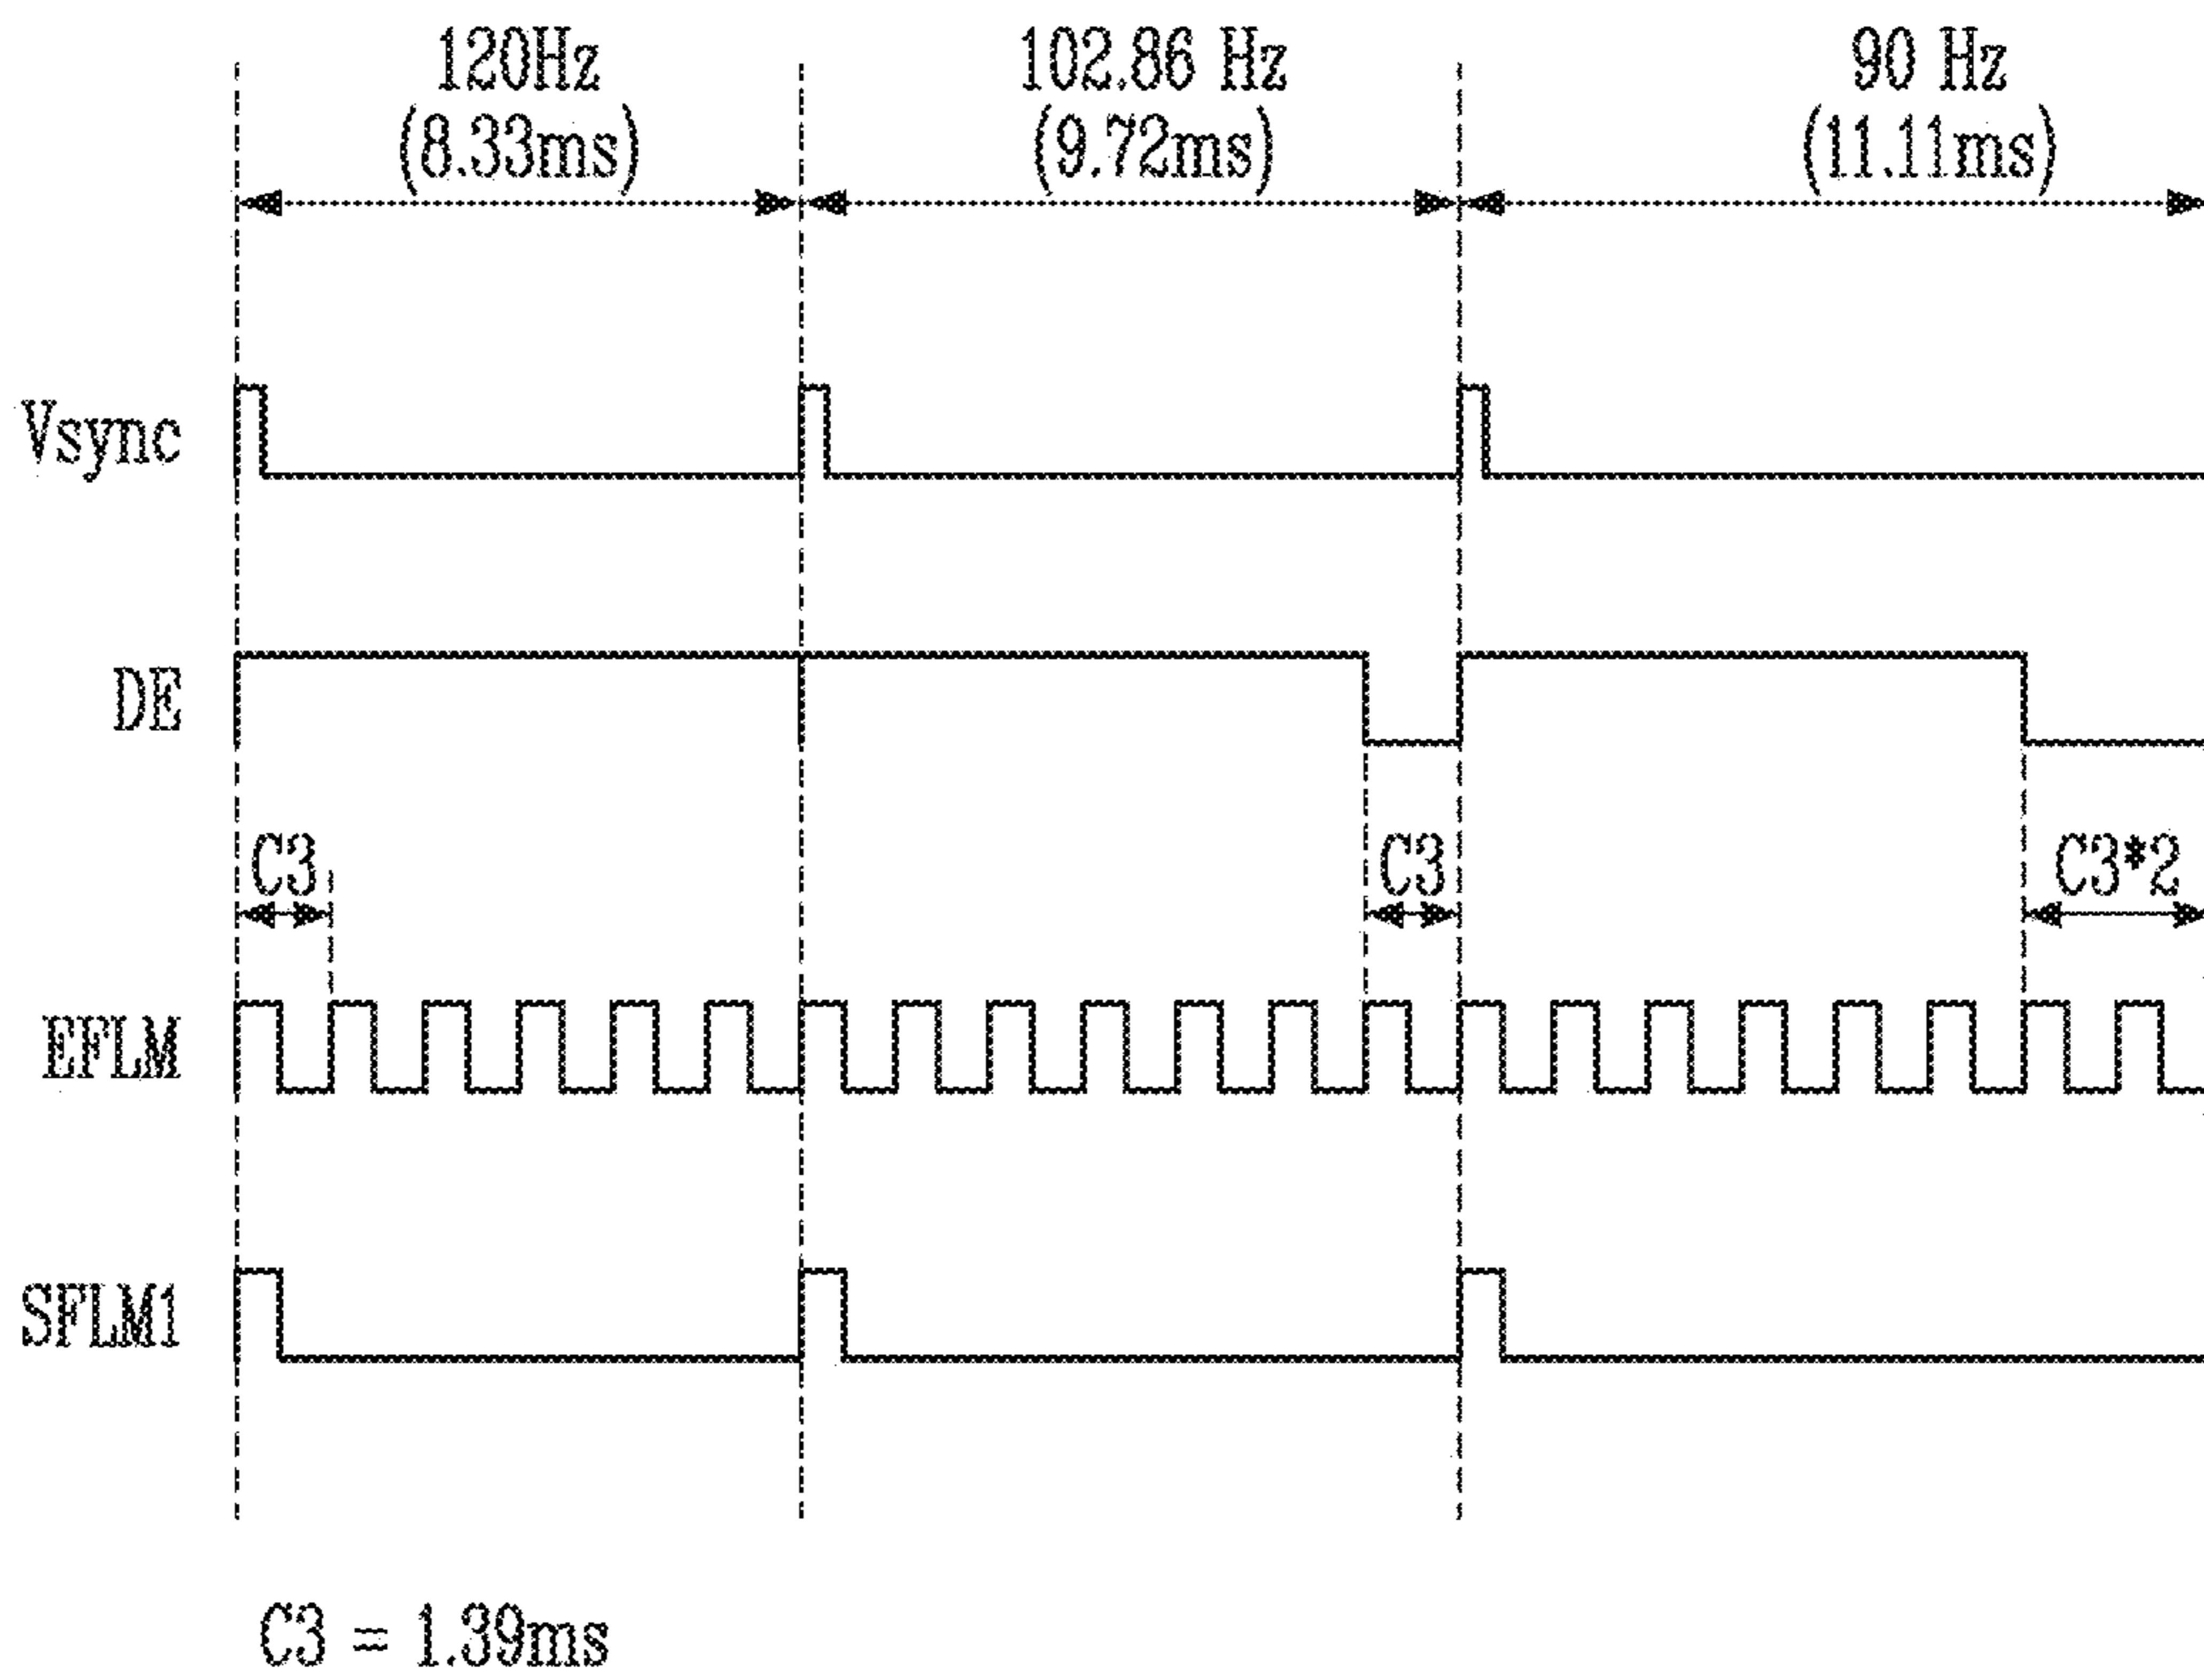 120Hz
(8.33ms)
102.86 Hz
(9.72ms)
90 Hz
(11.11ms)
Vsync
DE
C3
C3
C3*2
EFLM
SFLM1
C3 = 1.39ms